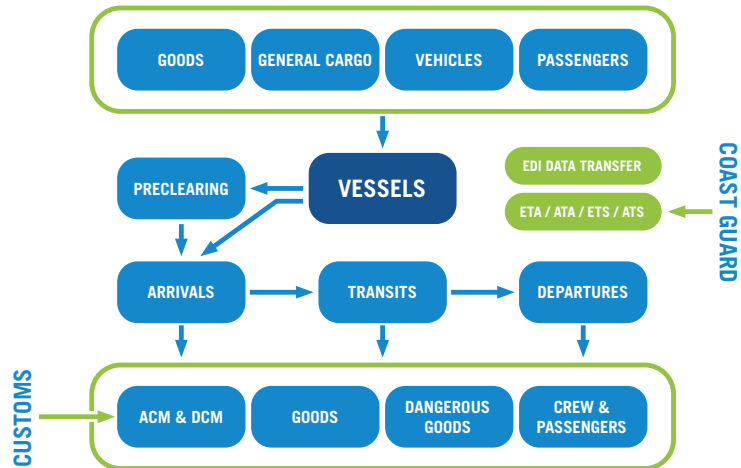 GOODS
GENERAL CARGO
VEHICLES
PASSENGERS
VESSELS
PRECLEARING
EDI DATA TRANSFER
ETA / ATA / ETS / ATS
COAST GUARD
ARRIVALS
TRANSITS
DEPARTURES
CUSTOMS
ACM & DCM
GOODS
DANGEROUS
GOODS
CREW &
PASSENGERS